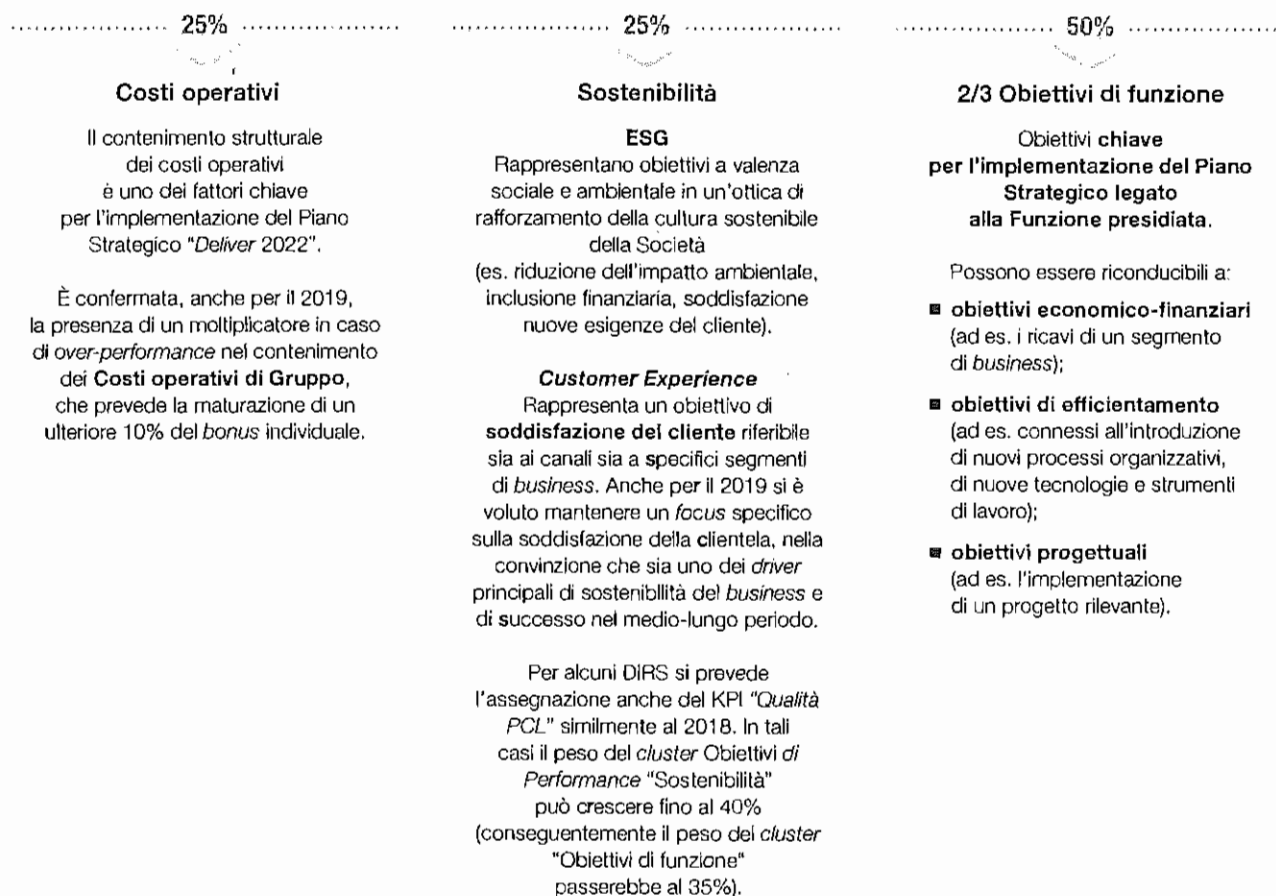 25%
Costi operativi
Il contenimento strutturale
dei costi operativi
è uno dei fattori chiave
per l'implementazione del Piano
Strategico "Deliver 2022".
È confermata, anche per il 2019,
la presenza di un moltiplicatore in caso
di over-performance nel contenimento
dei Costi operativi di Gruppo,
che prevede la maturazione di un
ulteriore 10% del bonus individuale.
25%
Sostenibilità
ESG
Rappresentano obiettivi a valenza
sociale e ambientale in un'ottica di
rafforzamento della cultura sostenibile
della Società
(es. riduzione dell'impatto ambientale,
inclusione finanziaria, soddisfazione
nuove esigenze del cliente).
Customer Experience
Rappresenta un obiettivo di
soddisfazione del cliente riferibile
sia ai canali sia a specifici segmenti
di business. Anche per il 2019 si è
voluto mantenere un focus specifico
sulla soddisfazione della clientela, nella
convinzione che sia uno dei driver
principali di sostenibilità del business e
di successo nel medio-lungo periodo.
Per alcuni DIRS si prevede
l'assegnazione anche del KPI "Qualità
PCL" similmente al 2018. In tali
casi il peso del cluster Obiettivi di
Performance "Sostenibilità"
può crescere fino al 40%
(conseguentemente il peso del cluster
"Obiettivi di funzione"
passerebbe al 35%).
50%
2/3 Obiettivi di funzione
Obiettivi chiave
per l'implementazione del Piano
Strategico legato
alla Funzione presidiata.
Possono essere riconducibili a:
■ obiettivi economico-finanziari
(ad es. i ricavi di un segmento
di business);
■ obiettivi di efficientamento
(ad es. connessi all'introduzione
di nuovi processi organizzativi,
di nuove tecnologie e strumenti
di lavoro);
■ obiettivi progettuali
(ad es. l'implementazione
di un progetto rilevante).